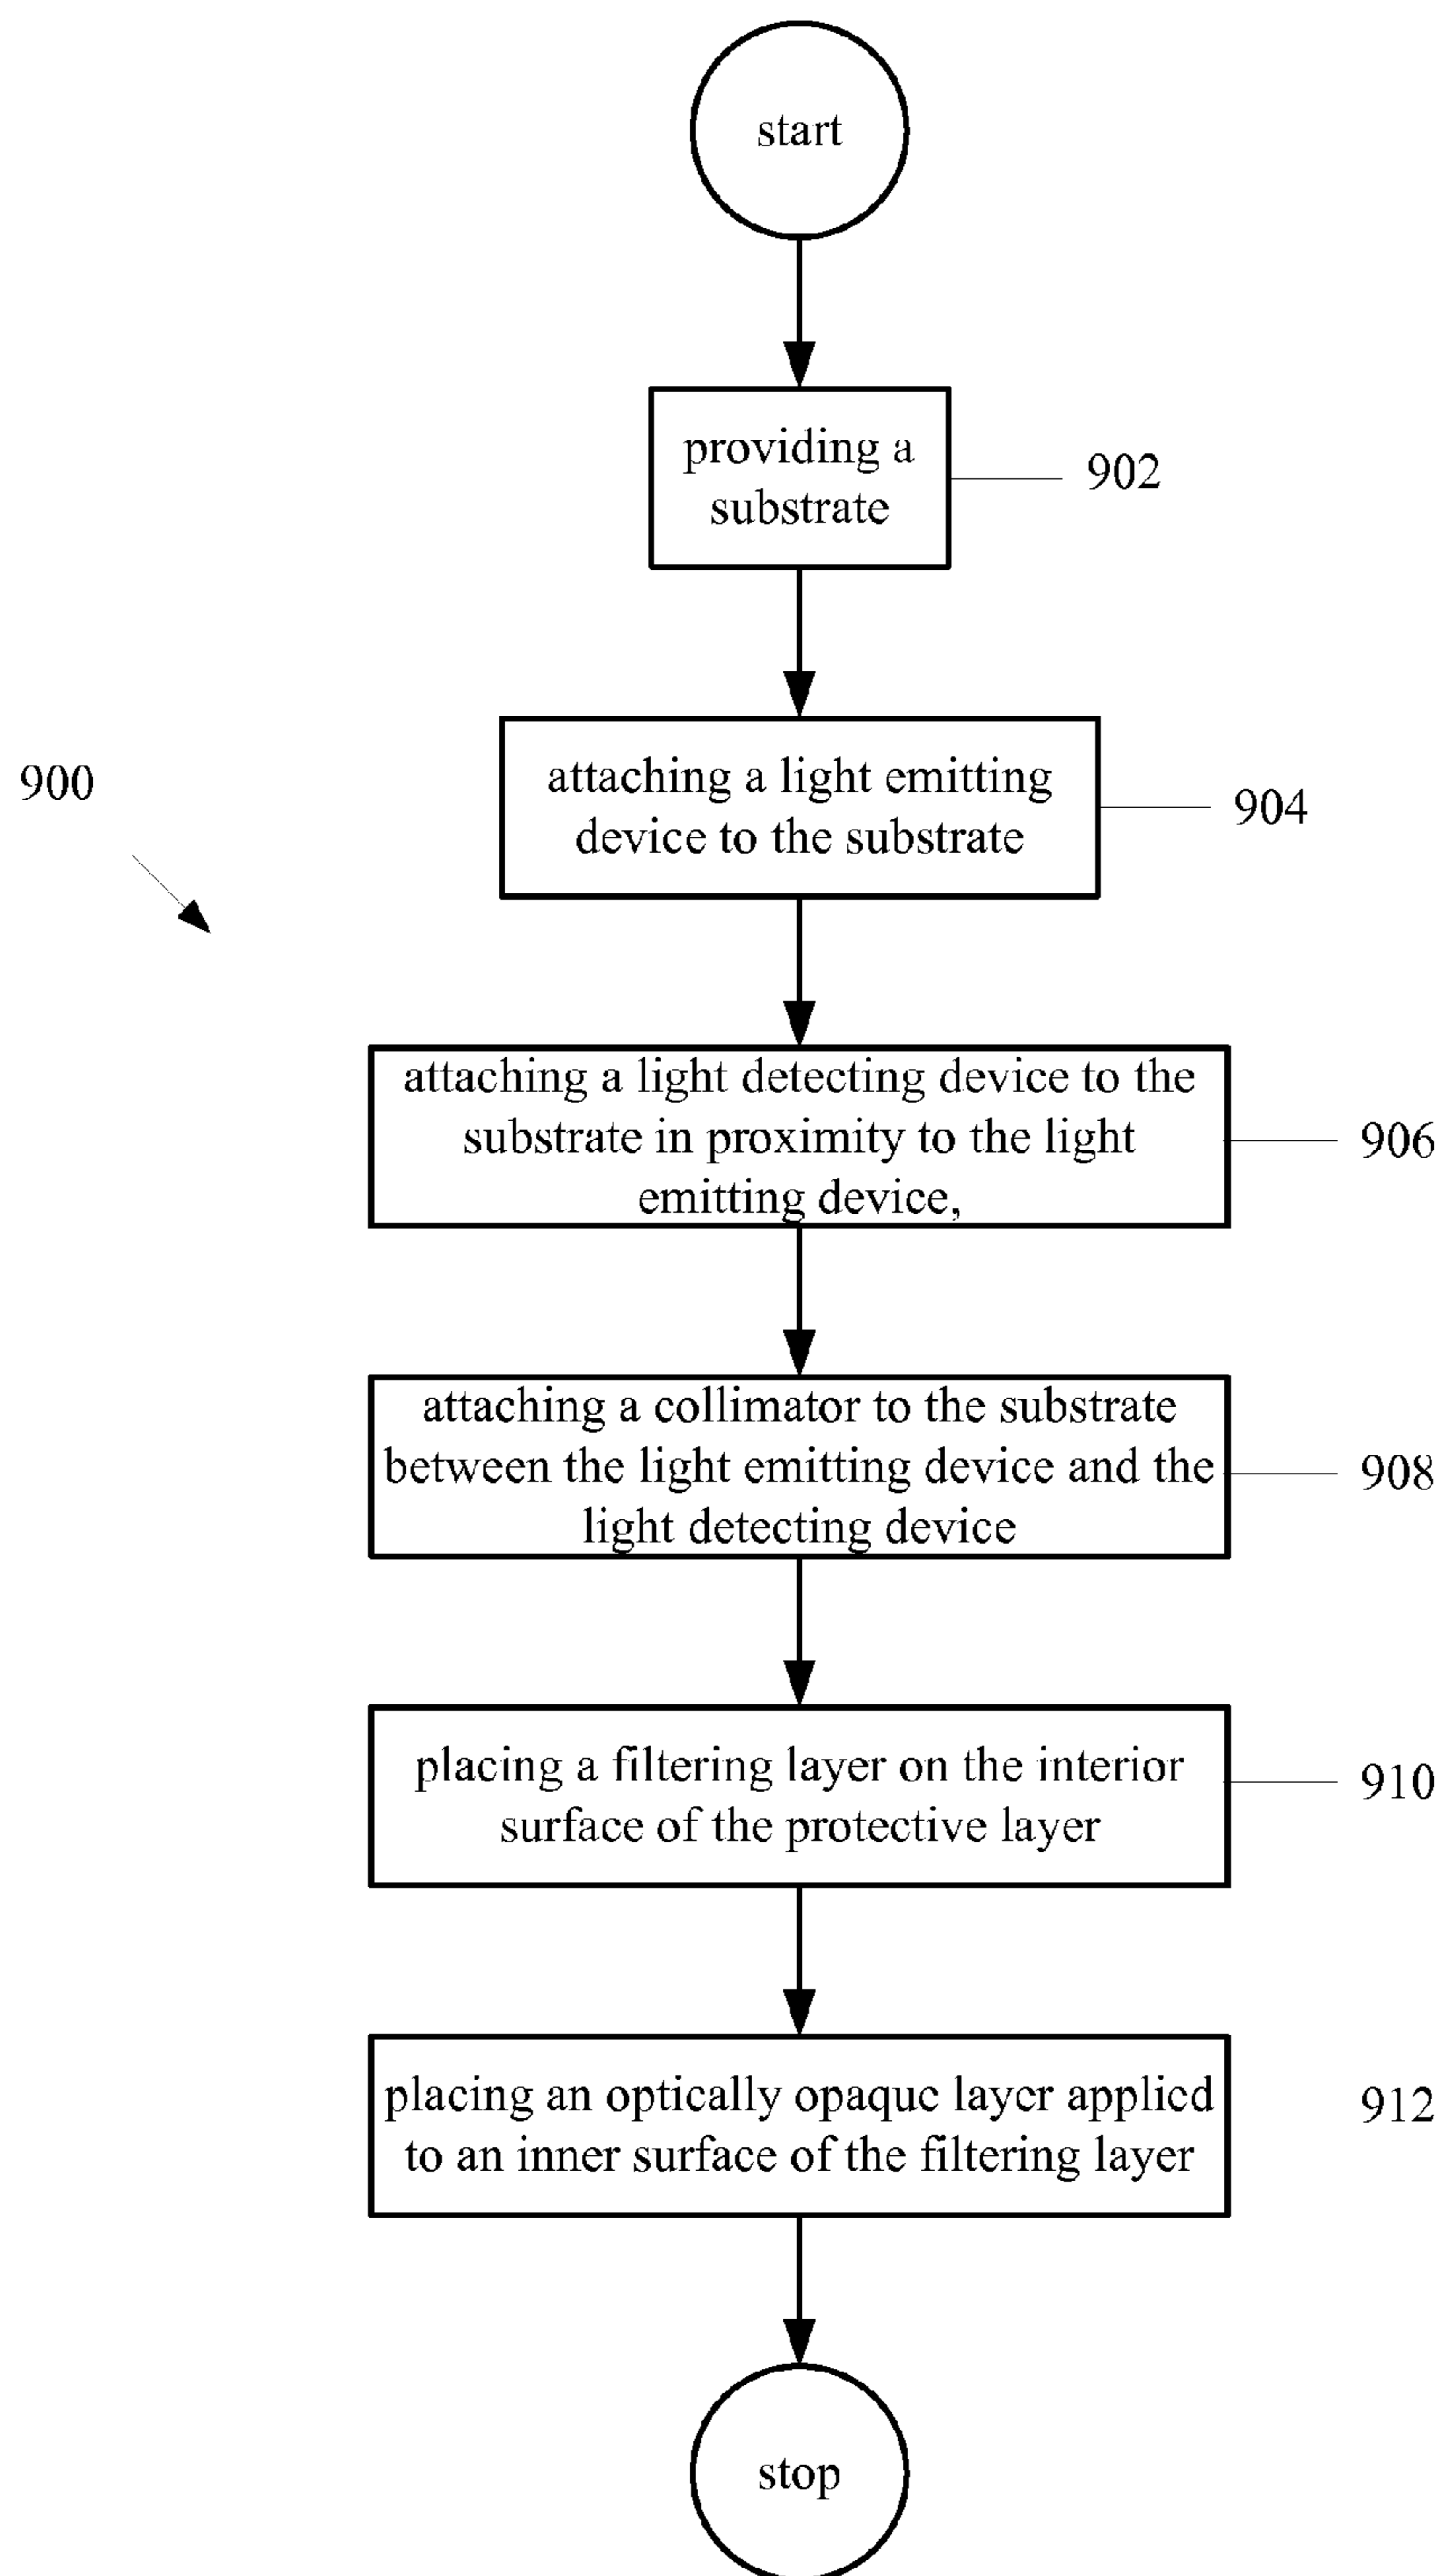 start
providing a
substrate
902
attaching a light emitting
device to the substrate
904
900
attaching a light detecting device to the
substrate in proximity to the light
emitting device,
906
attaching a collimator to the substrate
between the light emitting device and the
light detecting device
908
placing a filtering layer on the interior
surface of the protective layer
910
placing an optically opaque layer applied
to an inner surface of the filtering layer
912
stop